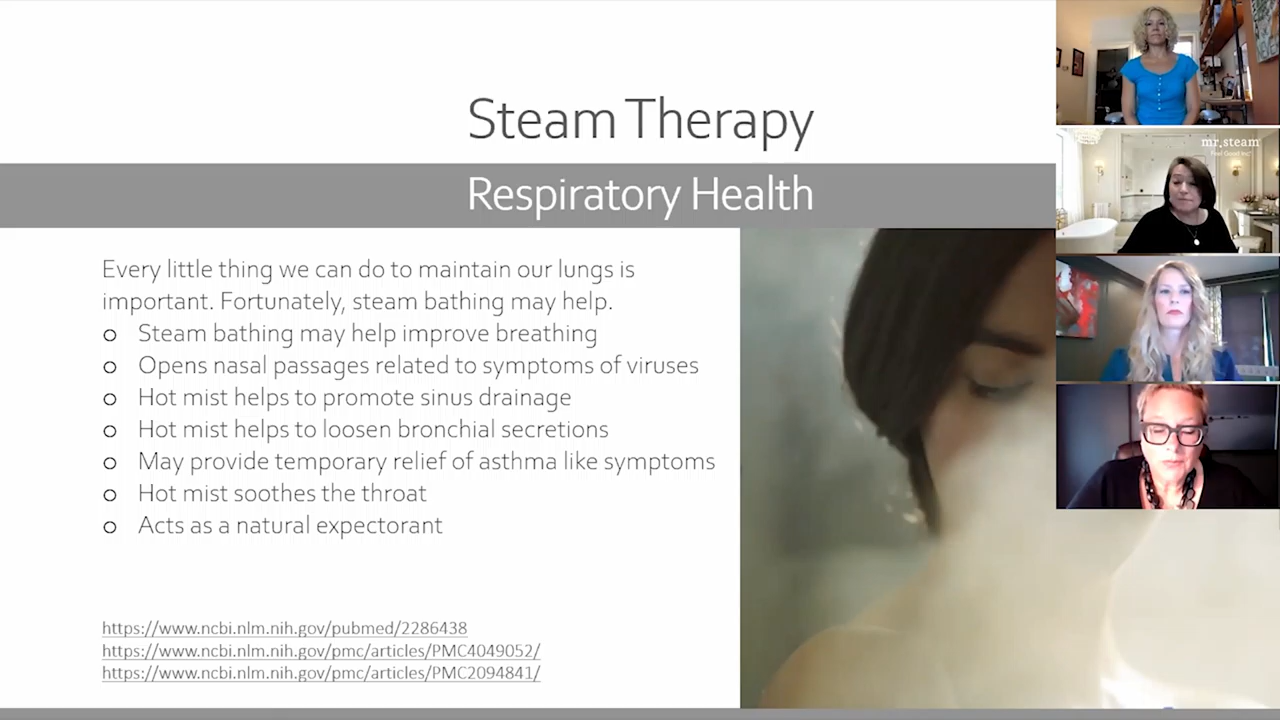 Steam Therapy
Respiratory Health
Every little thing we can do to maintain our lungs is
important. Fortunately, steam bathing may help.
o Steam bathing may help improve breathing
o Opens nasal passages related to symptoms of viruses
o Hot mist helps to promote sinus drainage
o Hot mist helps to loosen bronchial secretions
o May provide temporary relief of asthma like symptoms
o Hot mist soothes the throat
o Acts as a natural expectorant
https://www.ncbi.nlm.nih.gov/pubmed/2286438
https://www.ncbi.nlm.nih.gov/pmc/articles/PMC4049052/
https://www.ncbi.nlm.nih.gov/pmc/articles/PMC2094841/
mr.steam
Feel Good Inc.